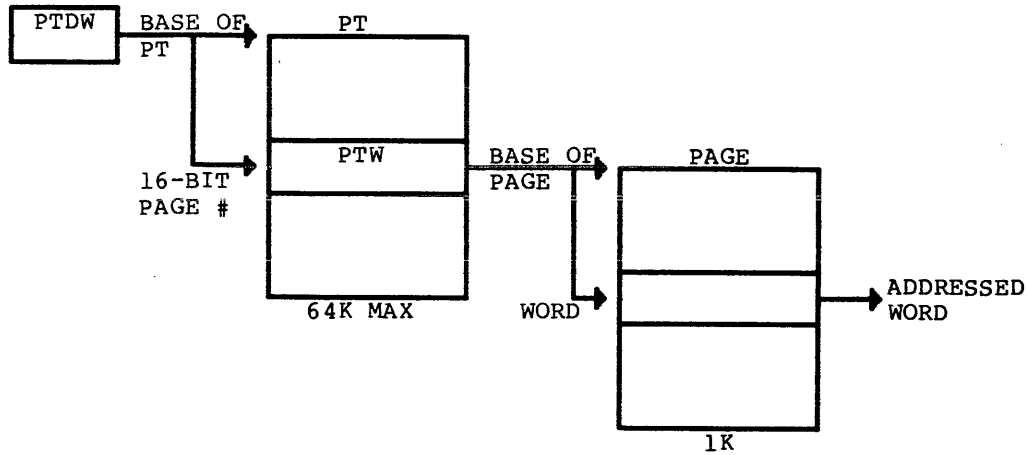 PTDW
BASE OF
PT
PT
PTW
16-BIT
PAGE #
64K MAX
BASE OF
PAGE
PAGE
WORD
ADDRESSED
WORD
1K